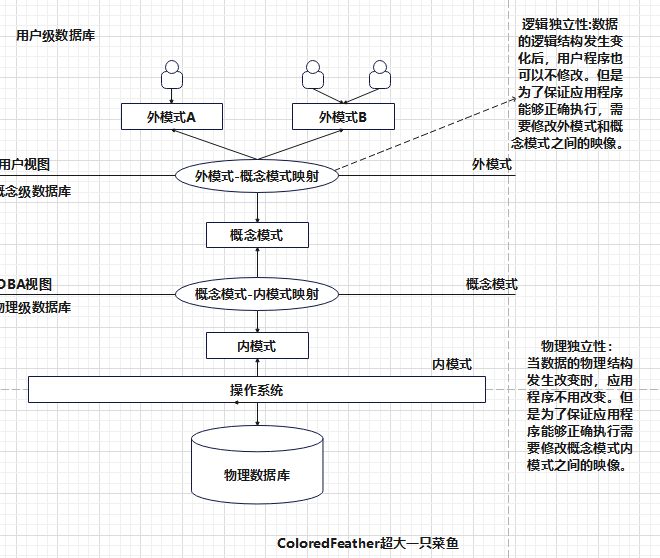 用户级数据库
逻辑独立性:数据
的逻辑结构发生变
化后，用户程序也
可以不修改。但是
为了保证应用程序
能够正确执行，需
要修改外模式和概
念模式之间的映像。
外模式A
外模式B
用户视图
外模式-概念模式映射
外模式
概念级数据库
概念模式
DBA视图
概念模式-内模式映射
概念模式
物理级数据库
内模式
物理独立性：
当数据的物理结构
发生改变时，应用
程序不用改变。但
是为了保证应用程
序能够正确执行需
要修改概念模式内
模式之间的映像。
内模式
操作系统
物理数据库
ColoredFeather超大一只菜鱼